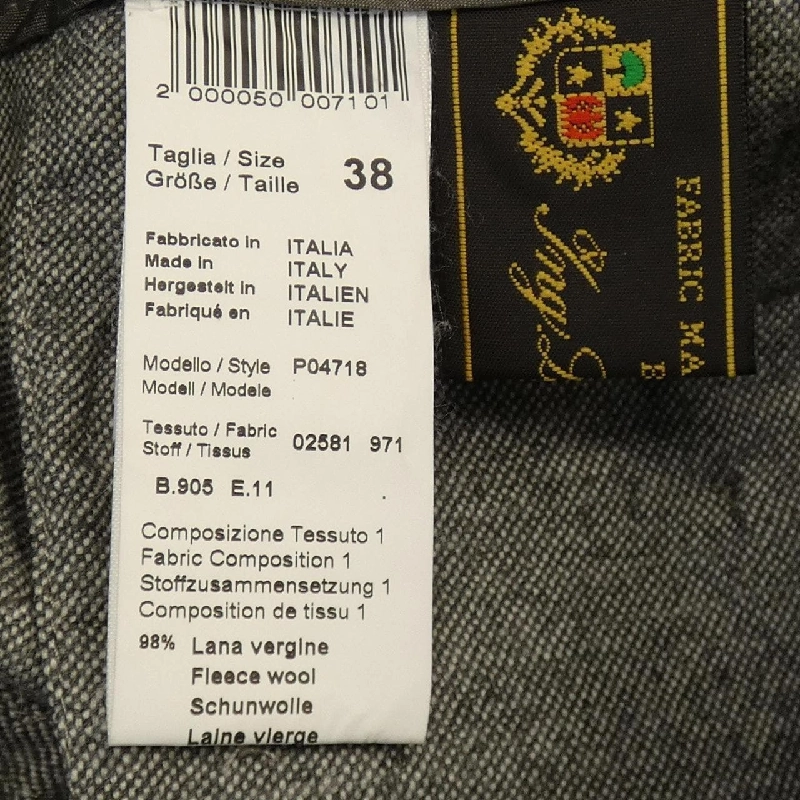 2 000050 007101
Taglia / Size
Größe / Taille 38
Fabbricato in ITALIA
Made in ITALY
Hergestelt in ITALIEN
Fabriqué en ITALIE
Modello / Style P04718
Modell / Modele
Tessuto / Fabric
Stoff / Tissus 02581 971
B.905 E.11
Composizione Tessuto 1
Fabric Composition 1
Stoffzusammensetzung 1
Composition de tissu 1
98% Lana vergine
Fleece wool
Schunwolle
Laine vierge
FABRIC MA
Ing.